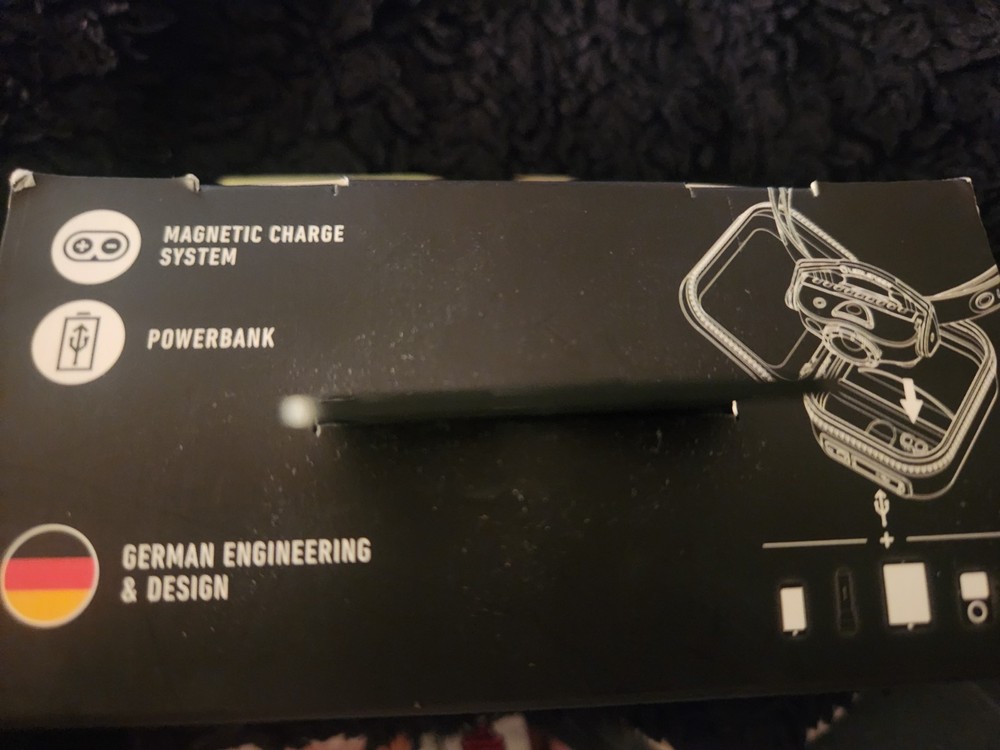 MAGNETIC CHARGE
SYSTEM
POWERBANK
GERMAN ENGINEERING
& DESIGN